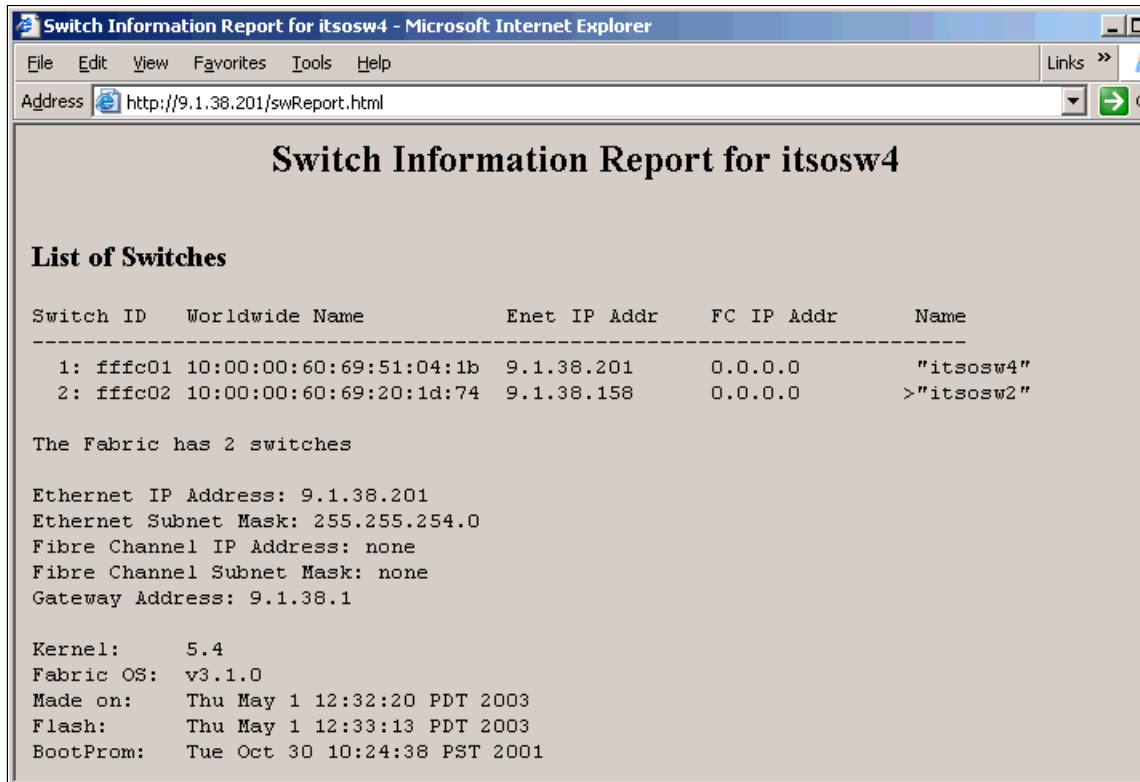 Switch Information Report for itsosw4 - Microsoft Internet Explorer
File Edit View Favorites Tools Help Links »
Address http://9.1.38.201/swReport.html
Switch Information Report for itsosw4
List of Switches
Switch ID Worldwide Name Enet IP Addr FC IP Addr Name
-------------------------------------------------------------------------
1: fffc01 10:00:00:60:69:51:04:1b 9.1.38.201 0.0.0.0 "itsosw4"
2: fffc02 10:00:00:60:69:20:1d:74 9.1.38.158 0.0.0.0 >"itsosw2"
The Fabric has 2 switches
Ethernet IP Address: 9.1.38.201
Ethernet Subnet Mask: 255.255.254.0
Fibre Channel IP Address: none
Fibre Channel Subnet Mask: none
Gateway Address: 9.1.38.1
Kernel: 5.4
Fabric OS: v3.1.0
Made on: Thu May 1 12:32:20 PDT 2003
Flash: Thu May 1 12:33:13 PDT 2003
BootProm: Tue Oct 30 10:24:38 PST 2001